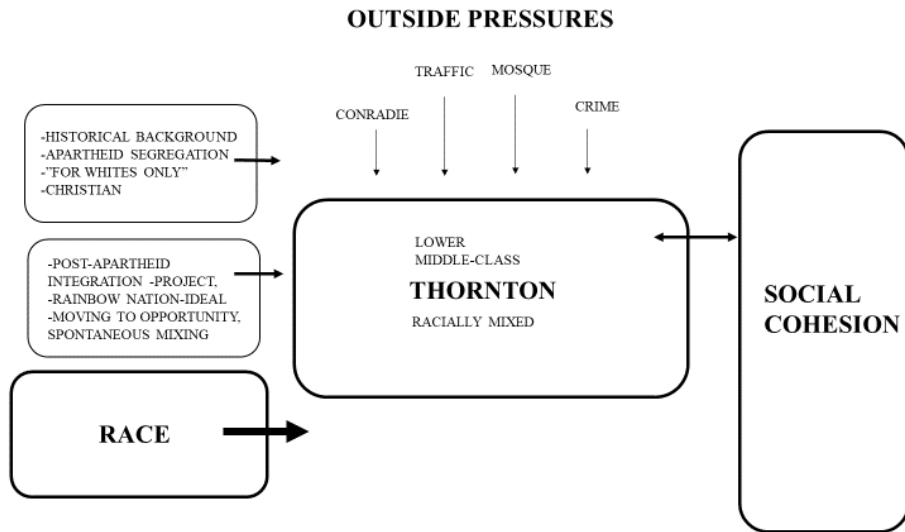 OUTSIDE PRESSURES
TRAFFIC
MOSQUE
CONRADIE
CRIME
-HISTORICAL BACKGROUND
-APARTHEID SEGREGATION
-”FOR WHITES ONLY”
-CHRISTIAN
-POST-APARTHEID
INTEGRATION -PROJECT,
-RAINBOW NATION-IDEAL
-MOVING TO OPPORTUNITY,
SPONTANEOUS MIXING
RACE
LOWER
MIDDLE-CLASS
THORNTON
RACIALLY MIXED
SOCIAL
COHESION